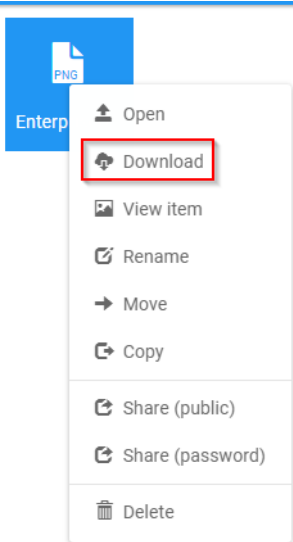 PNG
Enterp
Open
Download
View item
Rename
Move
Copy
Share (public)
Share (password)
Delete